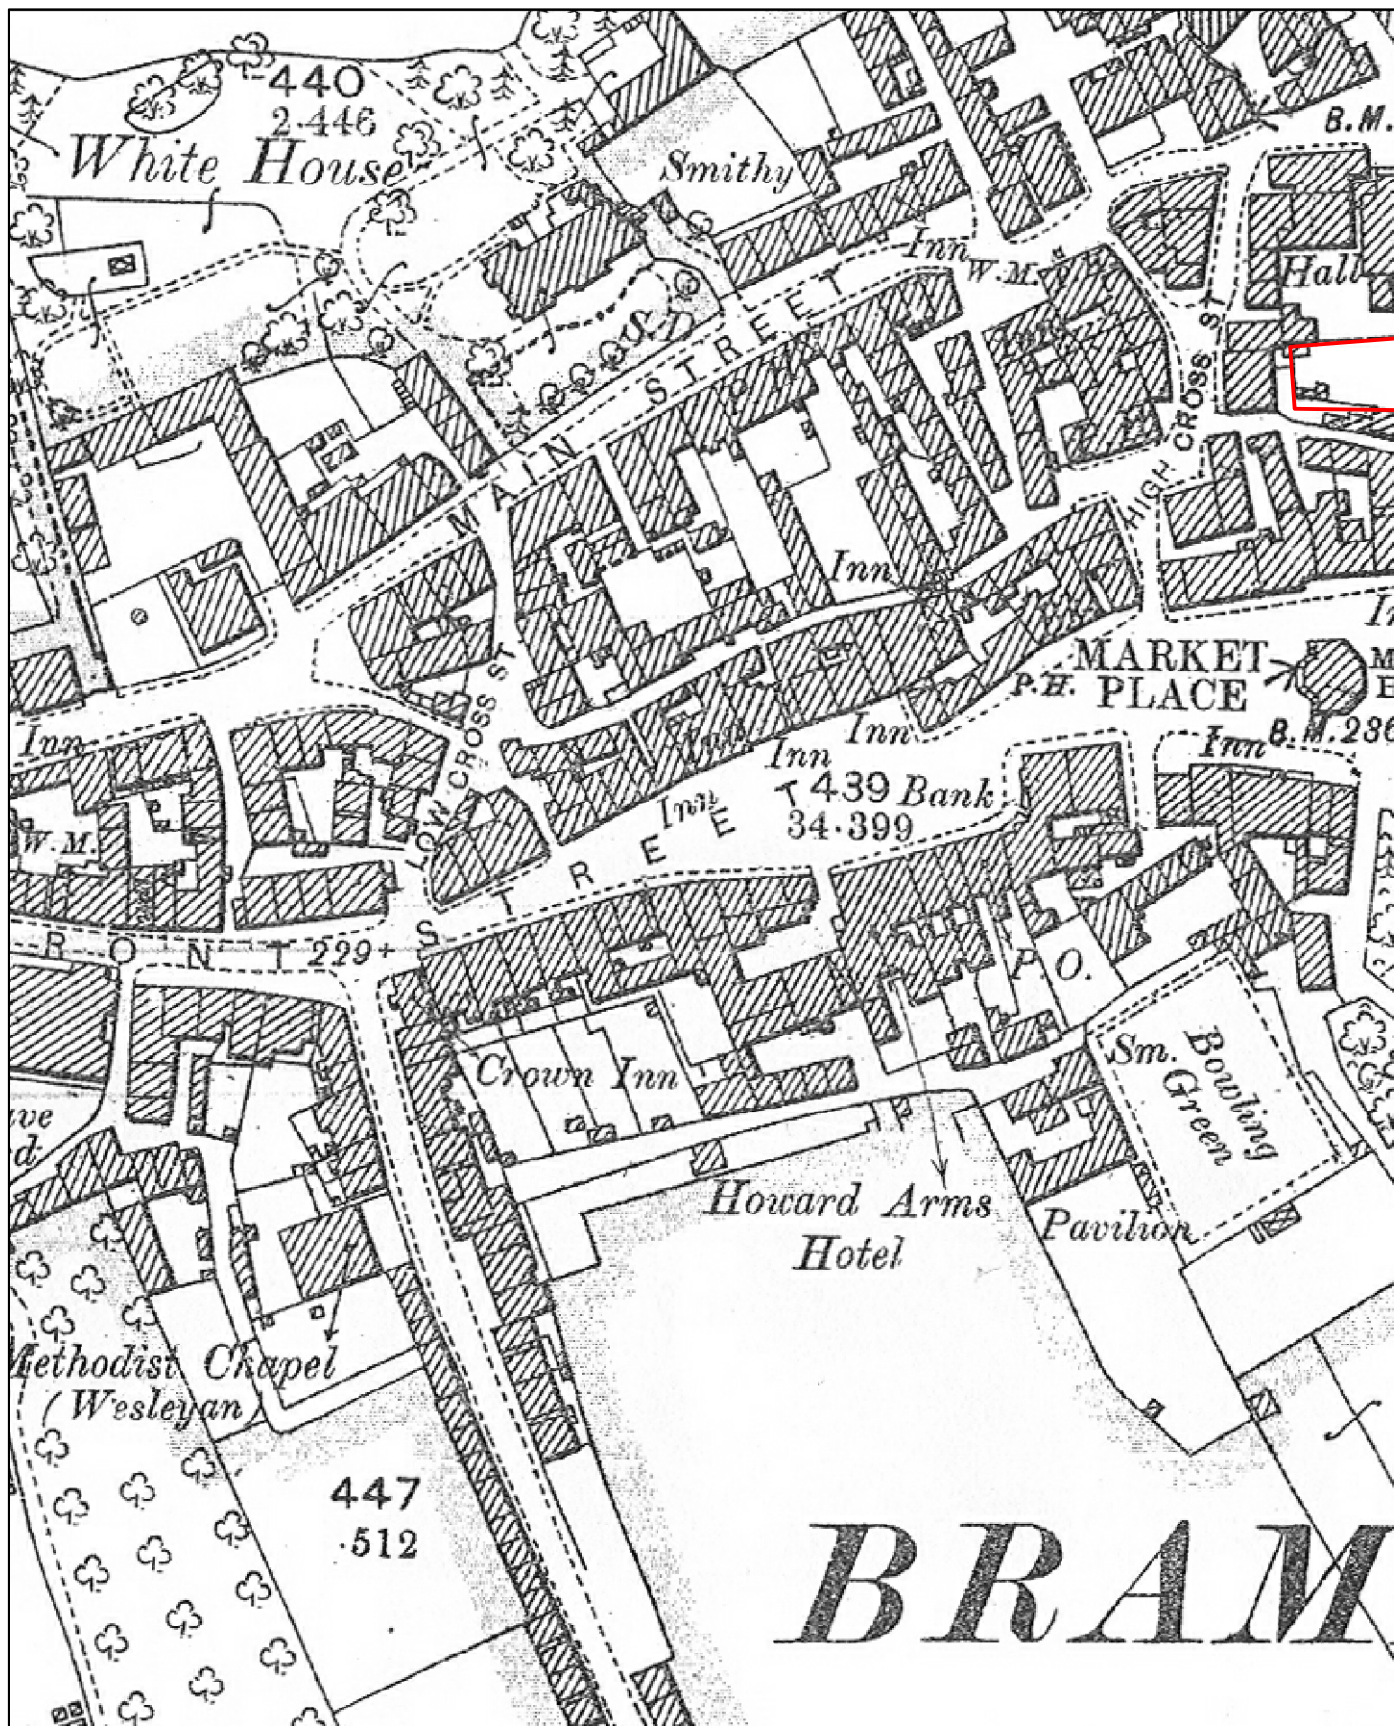 440
2·446
White House
Smithy
B.M.
Inn
W.M.
Hall
MAIN STREET
HIGH CROSS ST
Inn
MARKET
PLACE
P.H.
Inn
B.M. 236
Inn
Inn
Inn
LOW CROSS ST
Inn
439
34·399
Bank
W.M.
RONT STREET
229+
P.O.
Sm.
Bowling
Green
Crown Inn
Howard Arms
Hotel
Pavilion
Methodist Chapel
(Wesleyan)
447
·512
BRAM